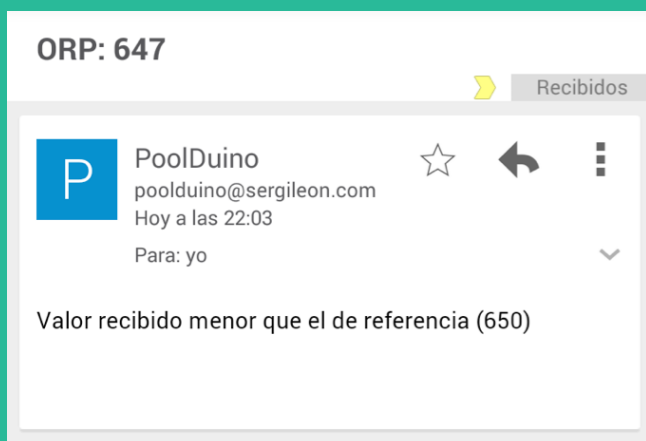 ORP: 647
Recibidos
P
PoolDuino
poolduino@sergileon.com
Hoy a las 22:03
Para: yo
Valor recibido menor que el de referencia (650)